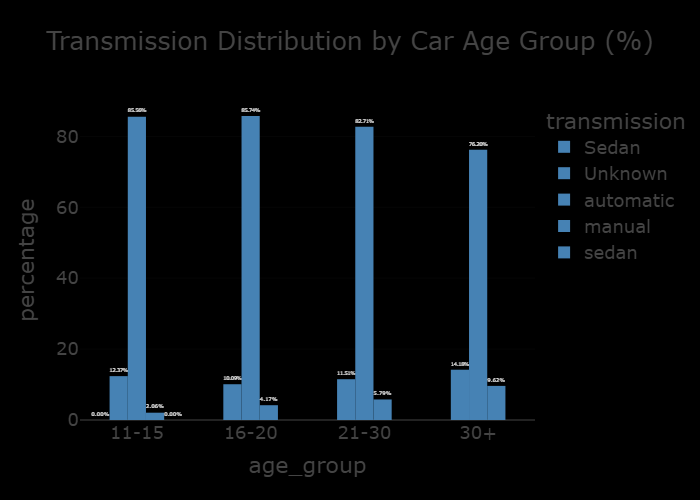 Transmission Distribution by Car Age Group (%)
transmission
Sedan
Unknown
automatic
manual
sedan
percentage
80
60
40
20
0
0.00%
12.37%
85.56%
2.06%
0.00%
10.09%
85.74%
4.17%
11.51%
82.71%
5.79%
14.18%
76.20%
9.62%
11-15
16-20
21-30
30+
age_group